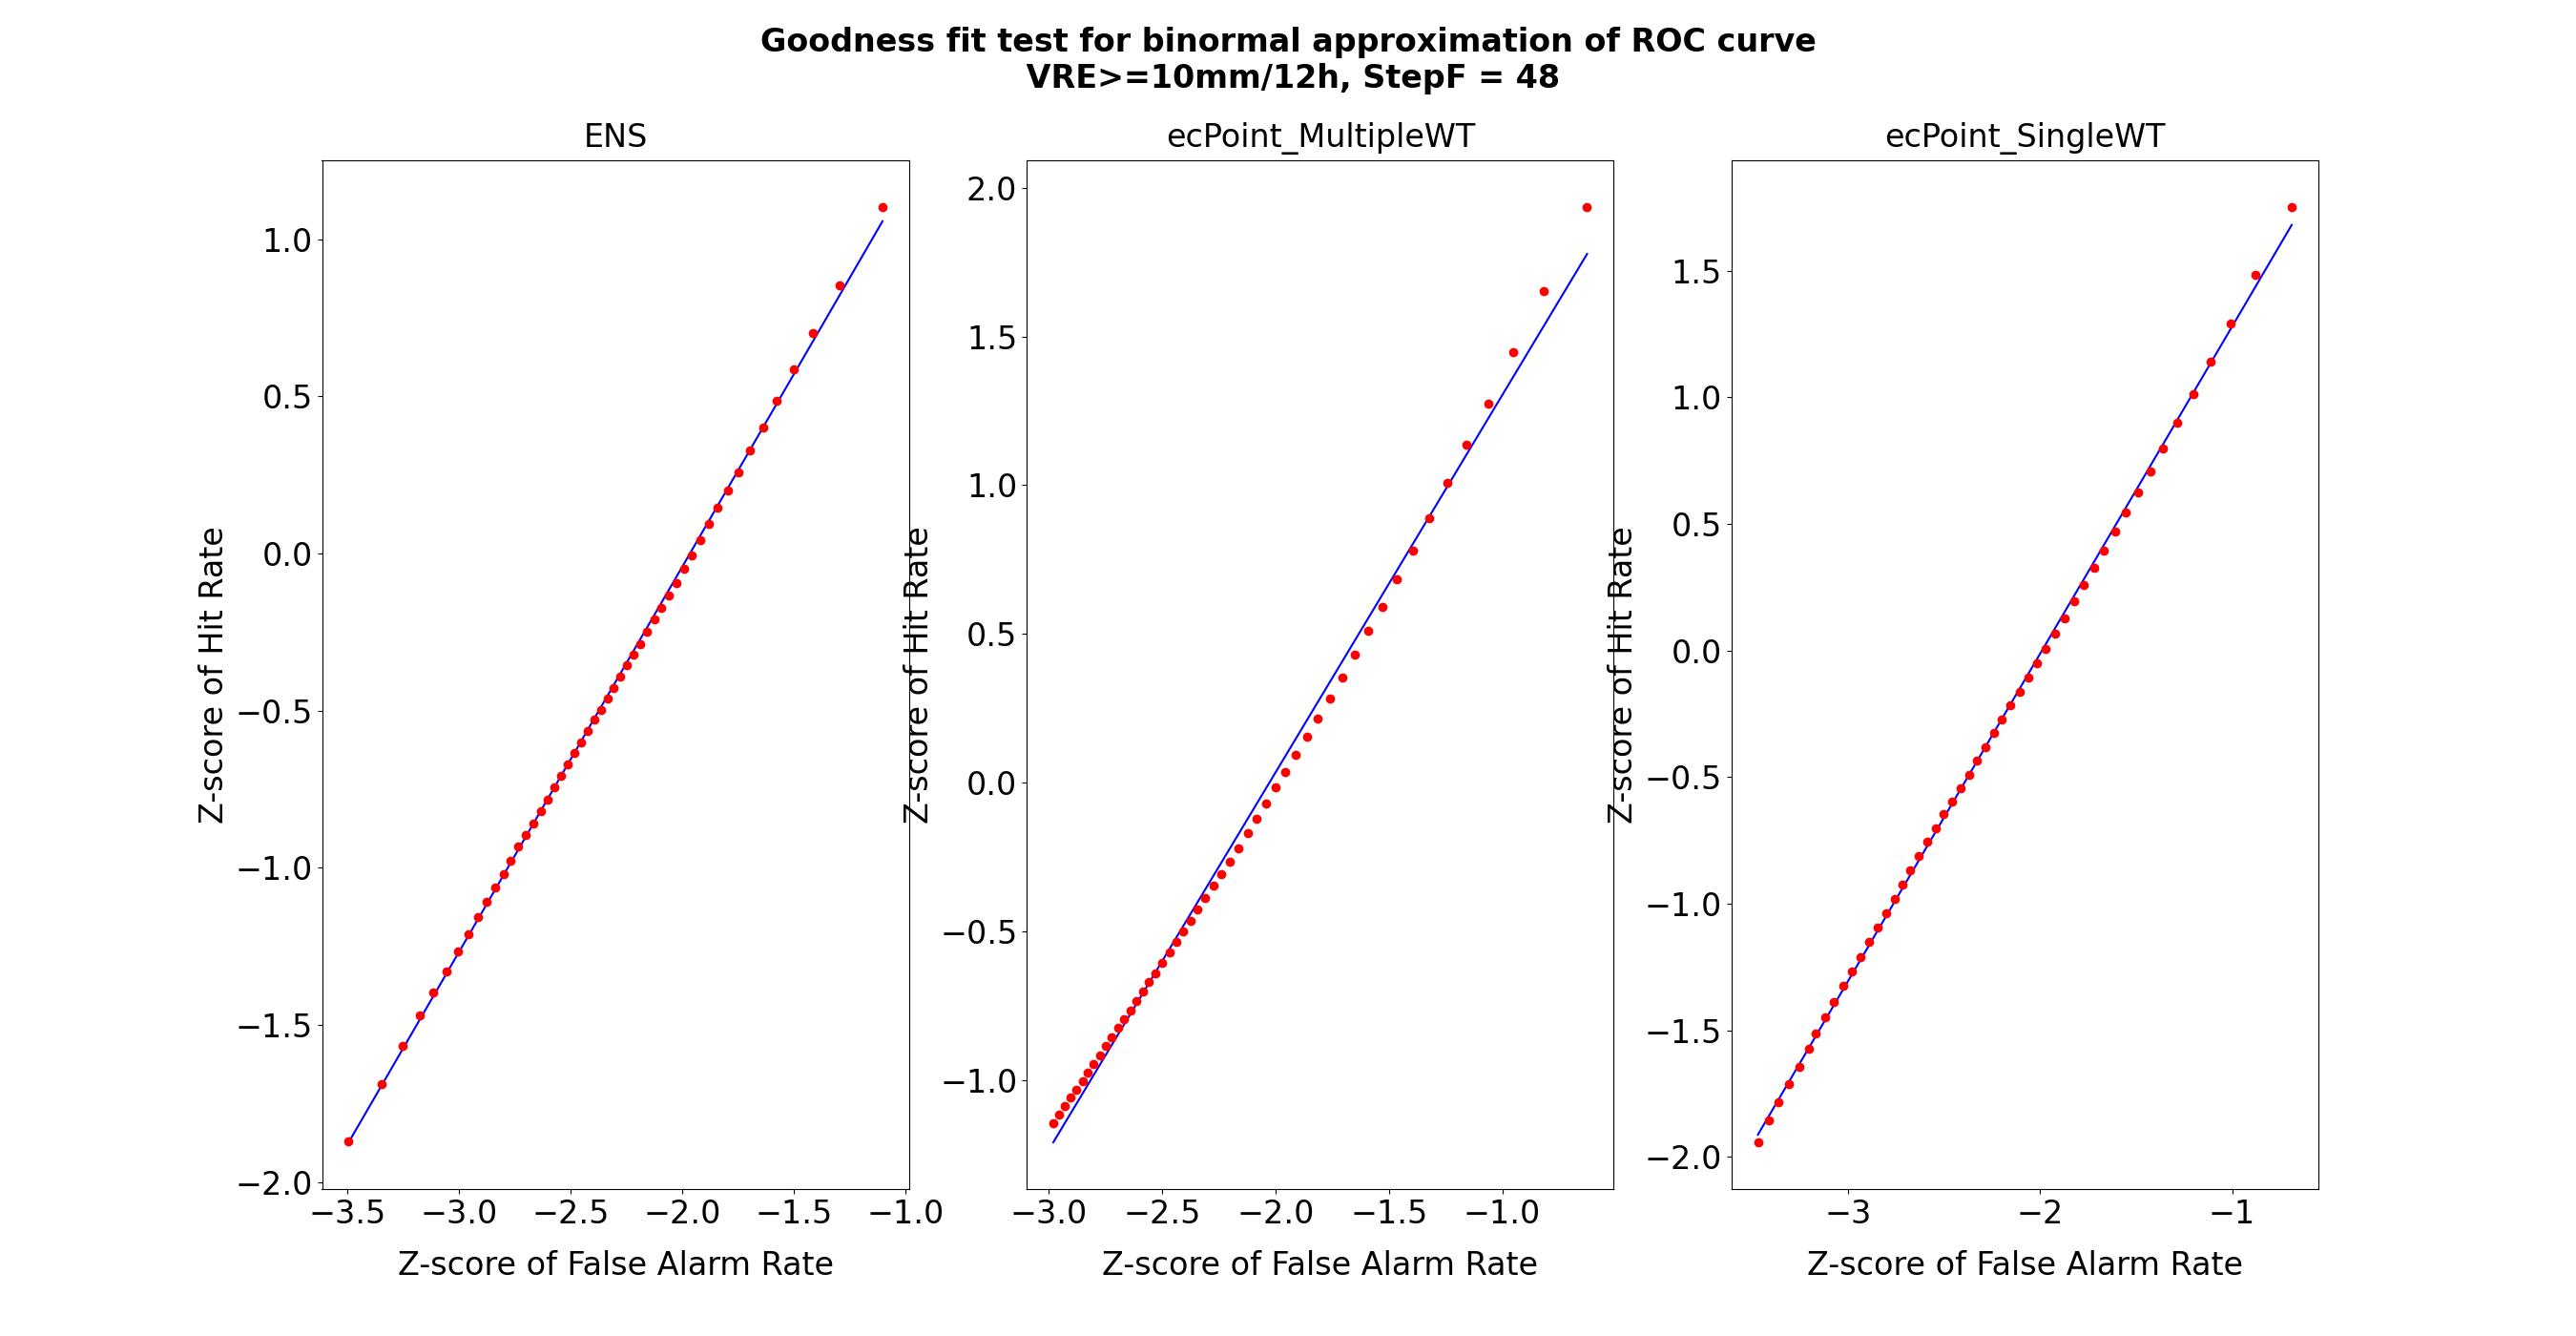 Goodness fit test for binormal approximation of ROC curve
VRE>=10mm/12h, StepF = 48
ENS
1.0
0.5
0.0
−0.5
−1.0
−1.5
−2.0
Z-score of Hit Rate
−3.5 −3.0 −2.5 −2.0 −1.5 −1.0
Z-score of False Alarm Rate
ecPoint_MultipleWT
2.0
1.5
1.0
0.5
0.0
−0.5
−1.0
Z-score of Hit Rate
−3.0 −2.5 −2.0 −1.5 −1.0
Z-score of False Alarm Rate
ecPoint_SingleWT
1.5
1.0
0.5
0.0
−0.5
−1.0
−1.5
−2.0
Z-score of Hit Rate
−3 −2 −1
Z-score of False Alarm Rate